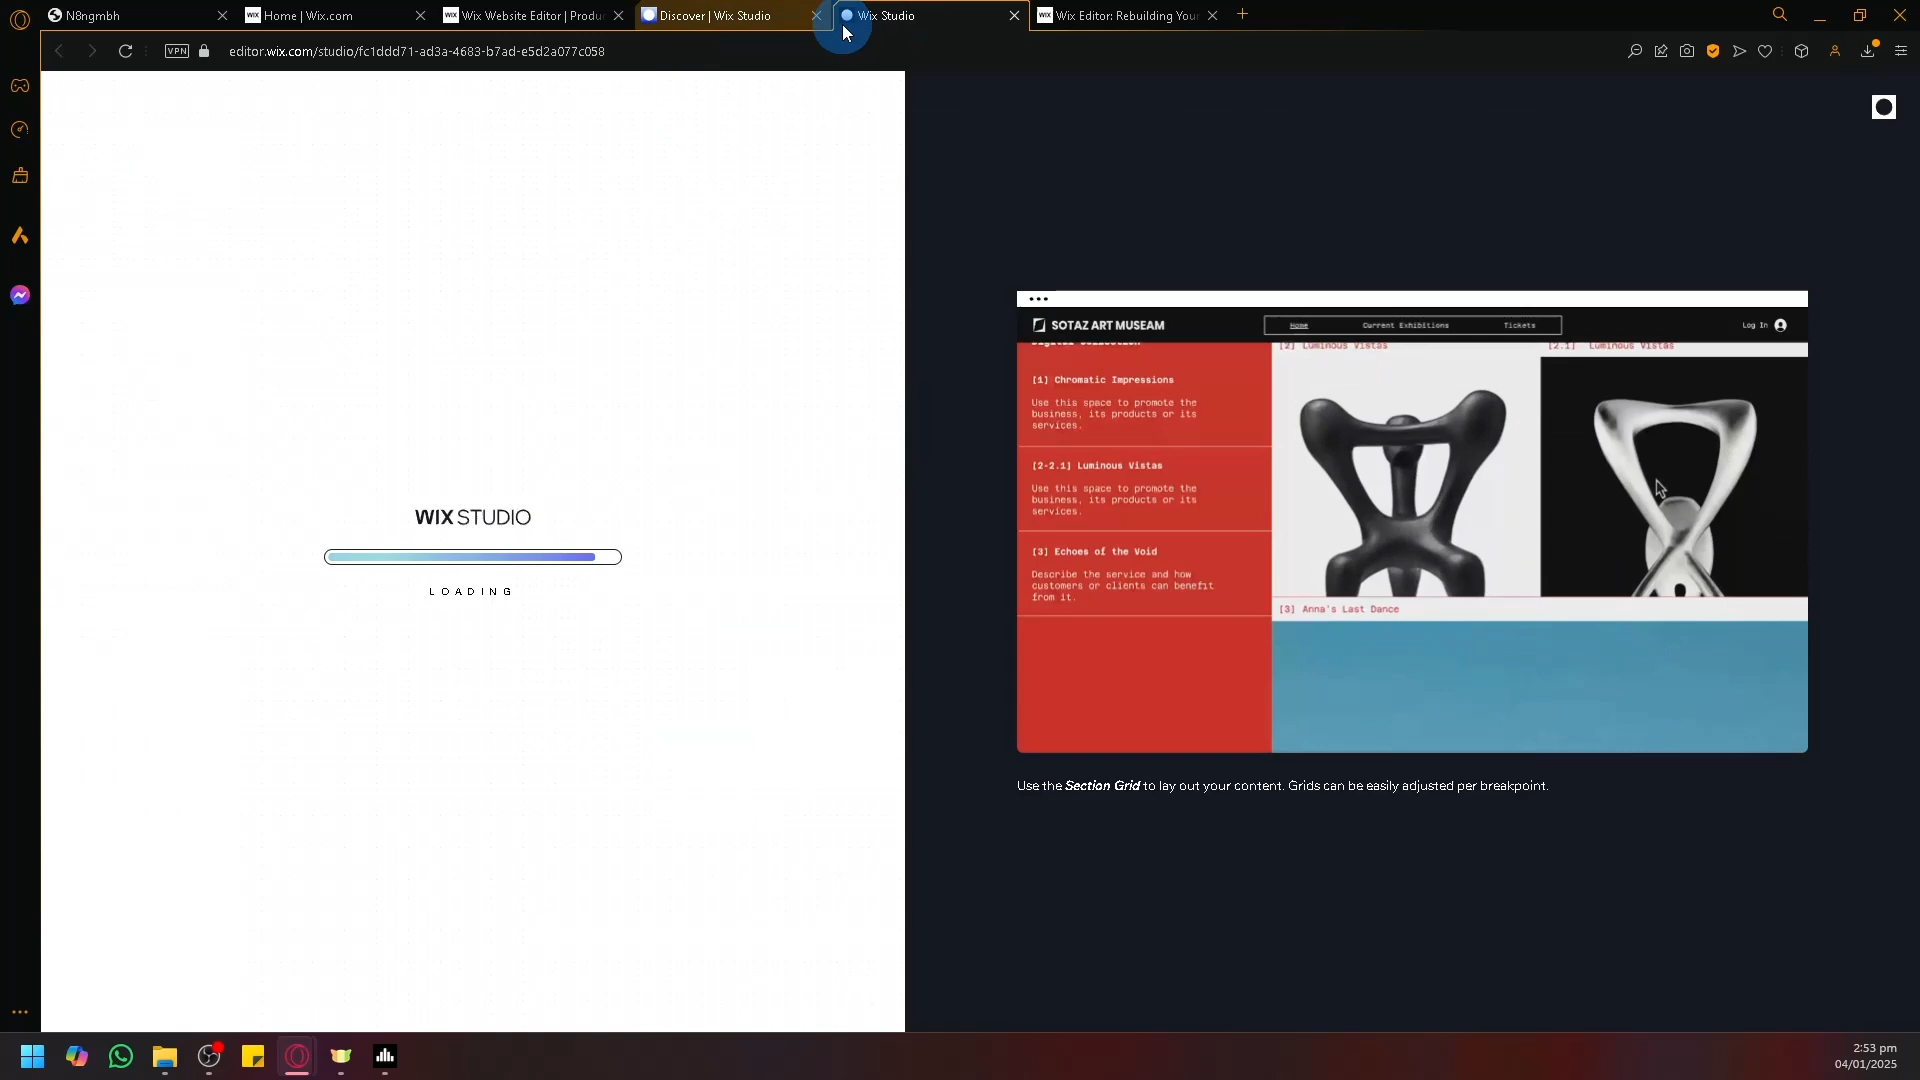 N8ngmbh
Home | Wix.com
Wix Website Editor | Produ
Discover | Wix Studio
Wix Studio
Wix Editor: Rebuilding Your
VPN
editor.wix.com/studio/fc1ddd71-ad3a-4683-b7ad-e5d2a077c058
WIX STUDIO
LOADING
SOTAZ ART MUSEAM
Home
Current Exhibitions
Tickets
Log In
Digital Collection
[1] Chromatic Impressions
Use this space to promote the
business, its products or its
services.
[2-2.1] Luminous Vistas
Use this space to promote the
business, its products or its
services.
[3] Echoes of the Void
Describe the service and how
customers or clients can benefit
from it.
[2] Luminous Vistas
[2.1] Luminous Vistas
[3] Anna's Last Dance
Use the Section Grid to lay out your content. Grids can be easily adjusted per breakpoint.
2:53 pm
04/01/2025